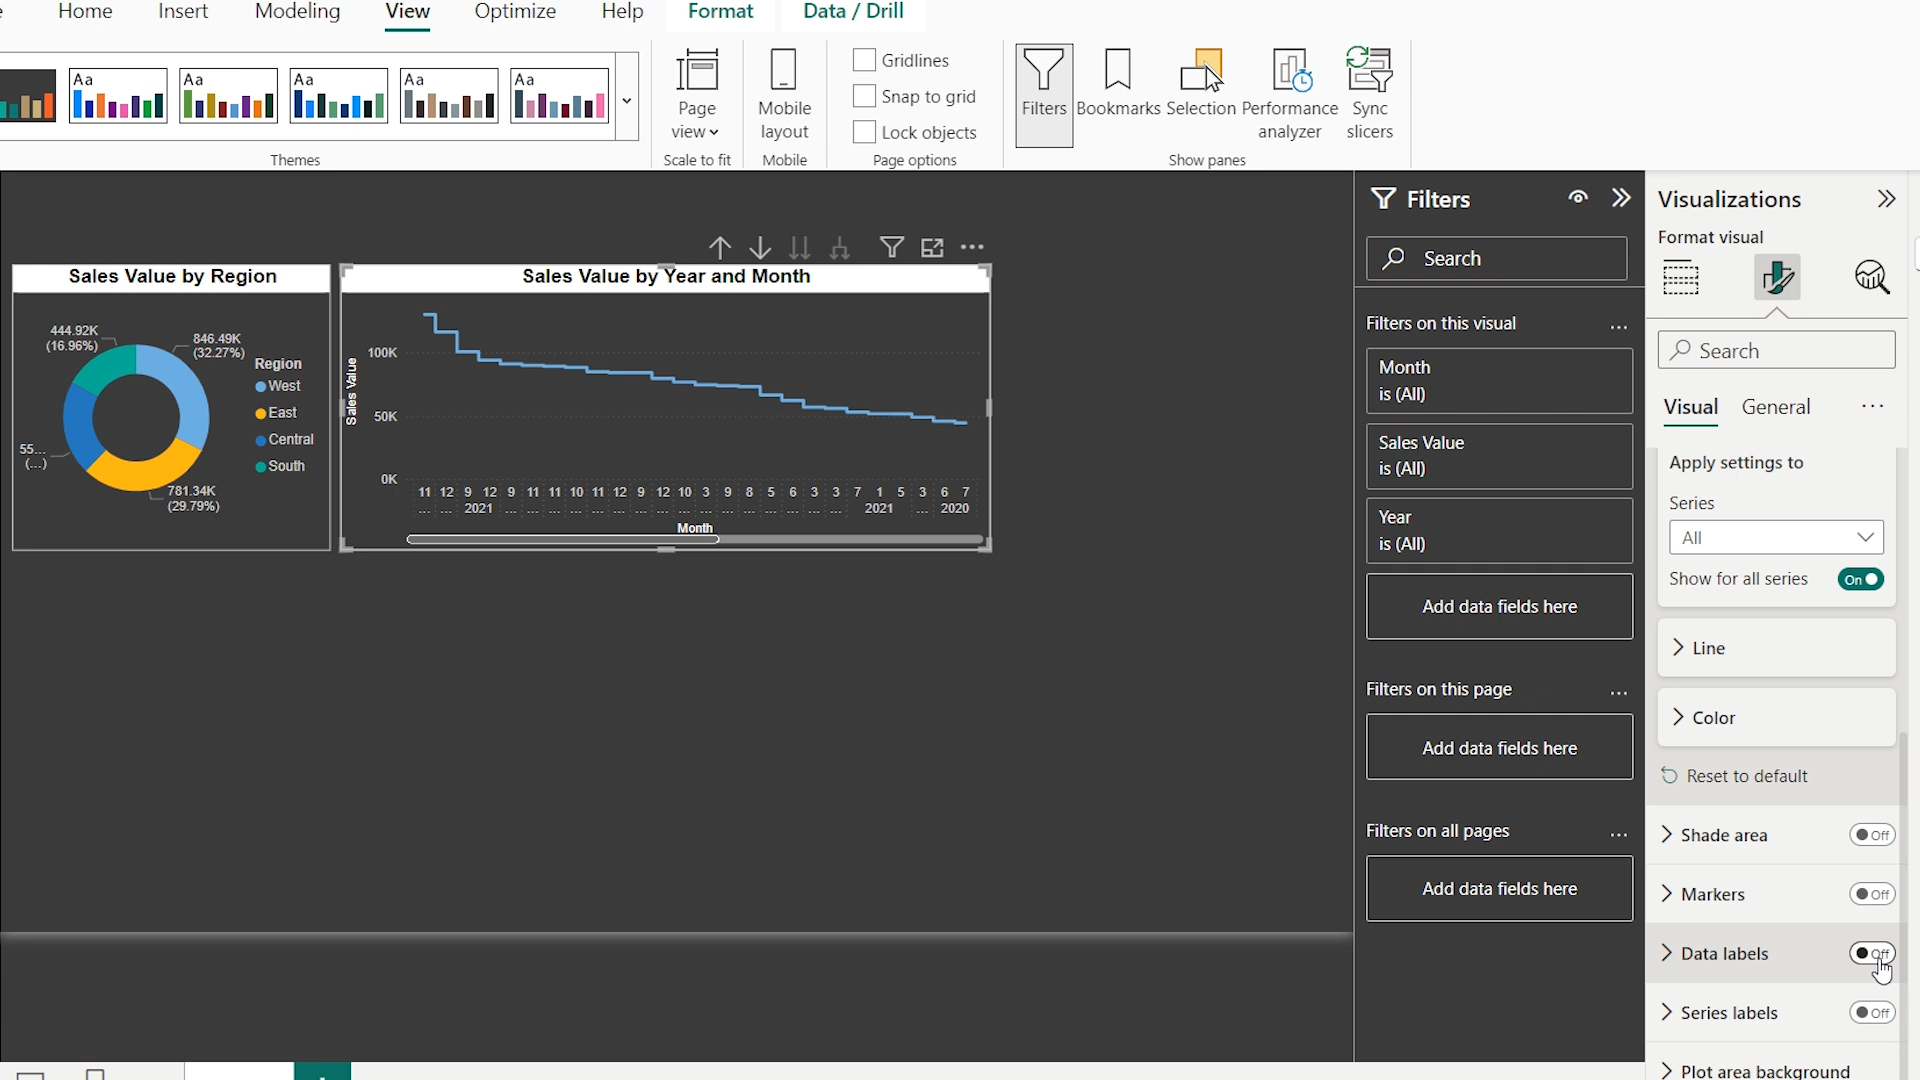 Home Insert Modeling View Optimize Help Format Data / Drill
Aa Aa Aa Aa Aa
Themes
Page
view
Scale to fit
Mobile
layout
Mobile
Gridlines
Snap to grid
Lock objects
Page options
Filters
Bookmarks
Selection
Performance
analyzer
Sync
slicers
Show panes
Sales Value by Region
444.92K
(16.96%)
846.49K
(32.27%)
55...
(...)
781.34K
(29.79%)
Region
West
East
Central
South
Sales Value by Year and Month
Sales Value
100K
50K
0K
11 12 9 12 9 11 11 10 11 12 9 12 10 3 9 8 5 6 3 3 7 1 5 3 6 7
... ... 2021 ... ... ... ... ... ... ... ... ... ... ... ... ... ... ... ... 2021 ... 2020
Month
Filters
Search
Filters on this visual ...
Month
is (All)
Sales Value
is (All)
Year
is (All)
Add data fields here
Filters on this page ...
Add data fields here
Filters on all pages ...
Add data fields here
Visualizations
Format visual
Search
Visual General ...
Apply settings to
Series
All
Show for all series On
Line
Color
Reset to default
Shade area Off
Markers Off
Data labels Off
Series labels Off
Plot area background